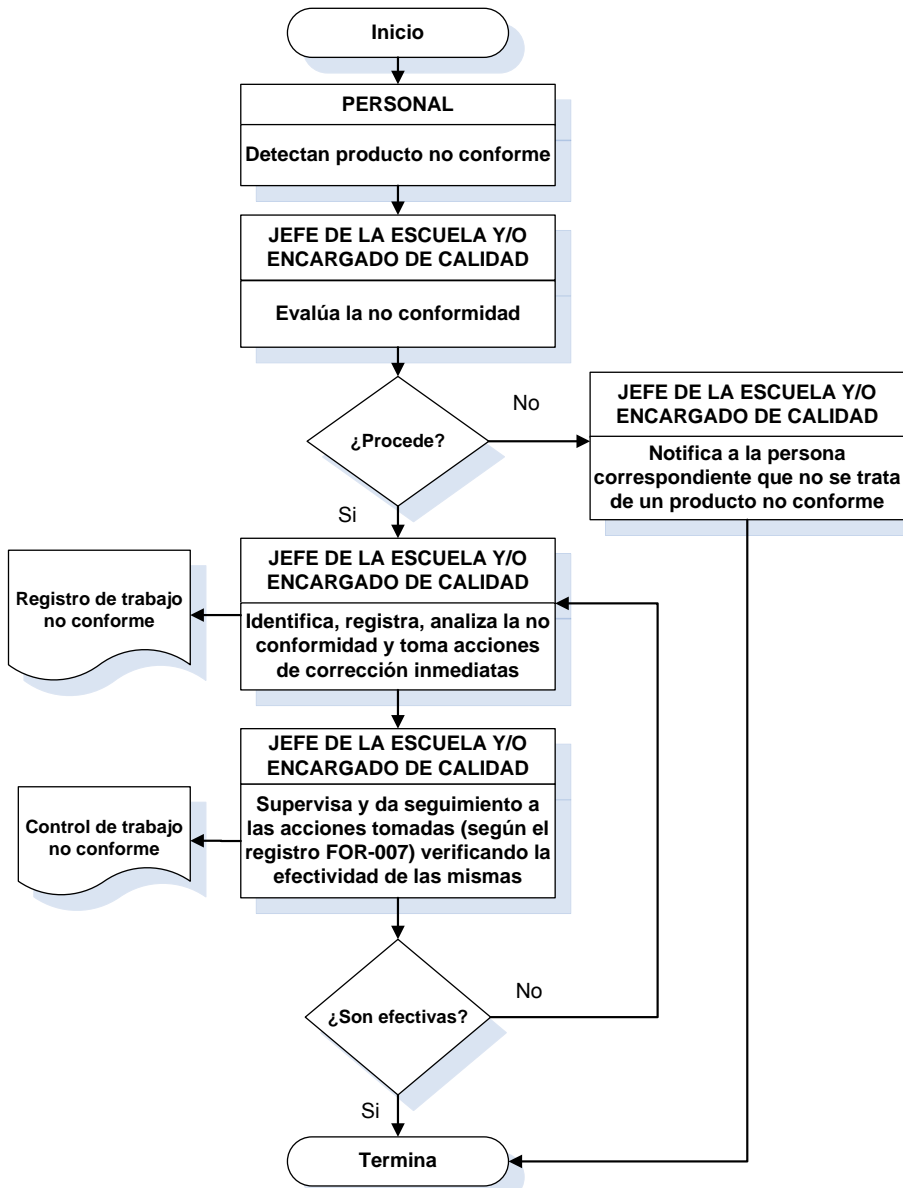 Inicio
PERSONAL
Detectan producto no conforme
JEFE DE LA ESCUELA Y/O
ENCARGADO DE CALIDAD
Evalúa la no conformidad
¿Procede?
No
JEFE DE LA ESCUELA Y/O
ENCARGADO DE CALIDAD
Notifica a la persona
correspondiente que no se trata
de un producto no conforme
Si
JEFE DE LA ESCUELA Y/O
ENCARGADO DE CALIDAD
Identifica, registra, analiza la no
conformidad y toma acciones
de corrección inmediatas
Registro de trabajo
no conforme
JEFE DE LA ESCUELA Y/O
ENCARGADO DE CALIDAD
Supervisa y da seguimiento a
las acciones tomadas (según el
registro FOR-007) verificando la
efectividad de las mismas
Control de trabajo
no conforme
¿Son efectivas?
No
Si
Termina